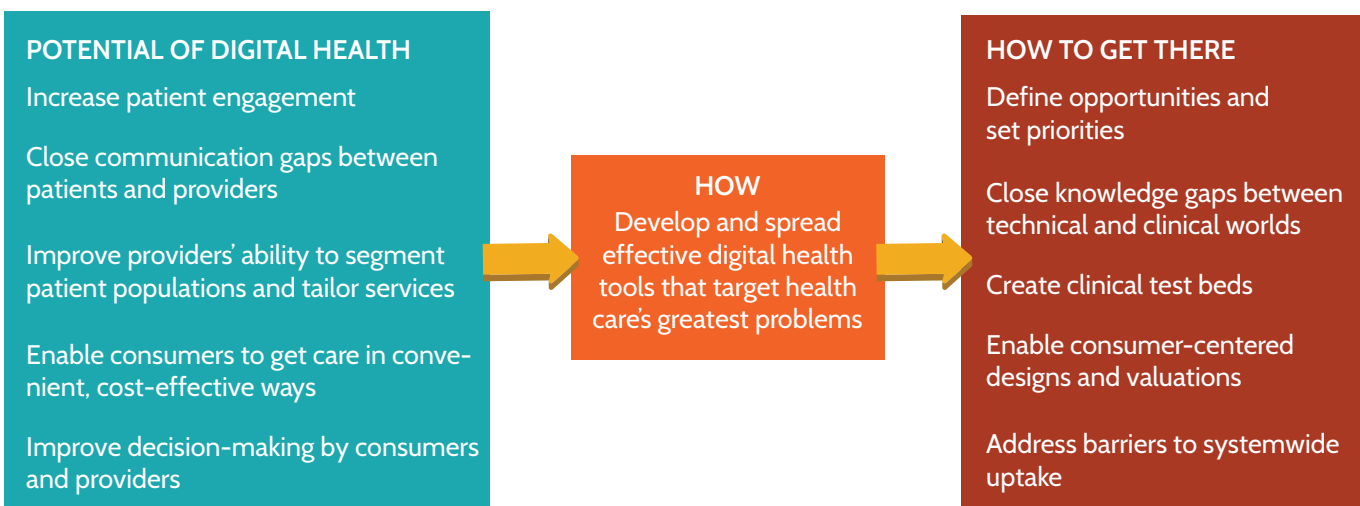 POTENTIAL OF DIGITAL HEALTH
Increase patient engagement
Close communication gaps between
patients and providers
Improve providers’ ability to segment
patient populations and tailor services
Enable consumers to get care in conve-
nient, cost-effective ways
Improve decision-making by consumers
and providers
HOW
Develop and spread
effective digital health
tools that target health
care’s greatest problems
HOW TO GET THERE
Define opportunities and
set priorities
Close knowledge gaps between
technical and clinical worlds
Create clinical test beds
Enable consumer-centered
designs and valuations
Address barriers to systemwide
uptake